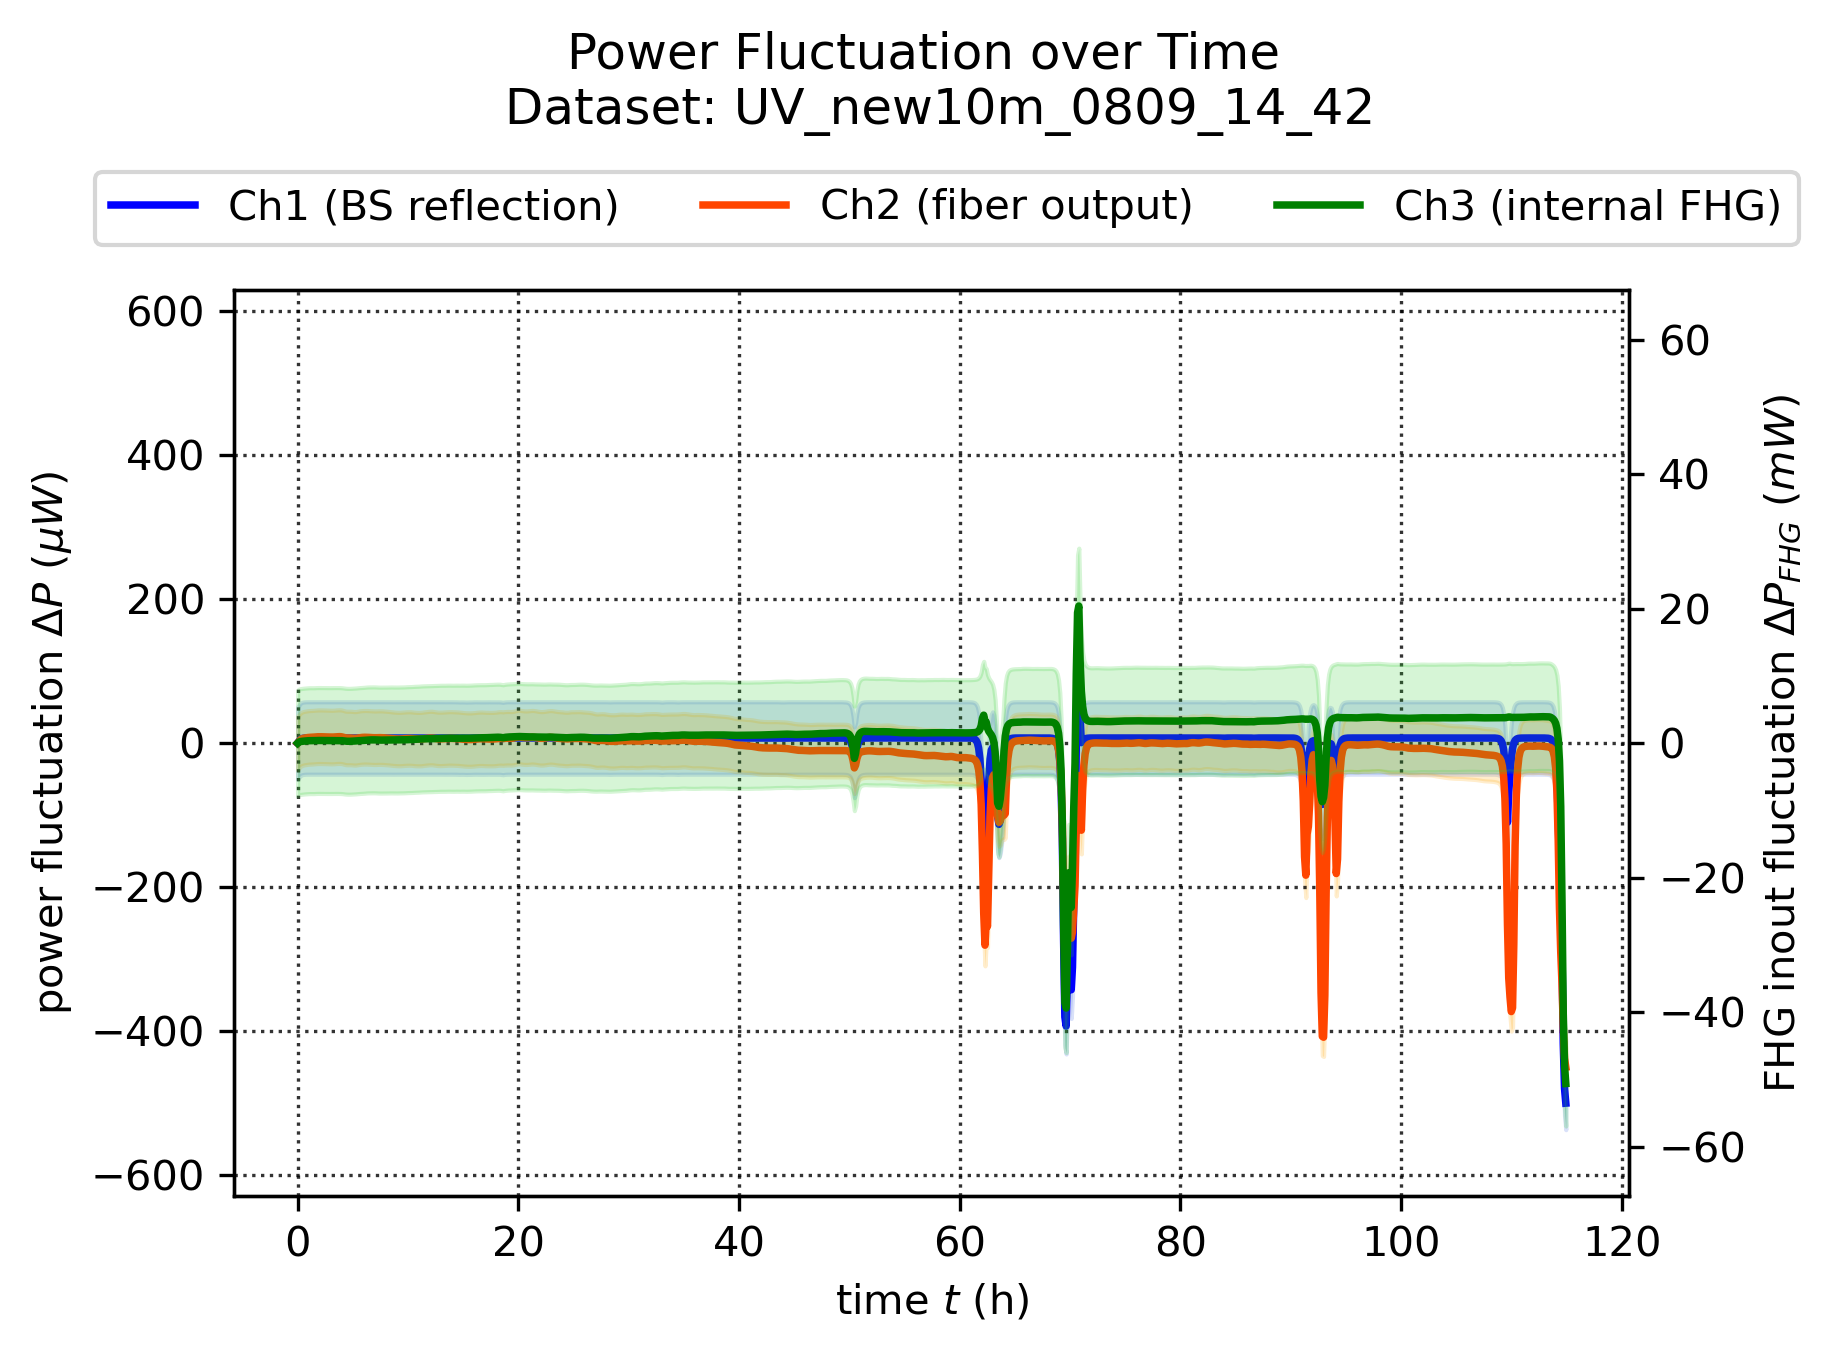 Power Fluctuation over Time
Dataset: UV_new10m_0809_14_42
Ch1 (BS reflection) Ch2 (fiber output) Ch3 (internal FHG)
600
400
200
0
−200
−400
−600
power fluctuation ΔP (μW)
60
40
20
0
−20
−40
−60
FHG inout fluctuation ΔP_FHG (mW)
0 20 40 60 80 100 120
time t (h)